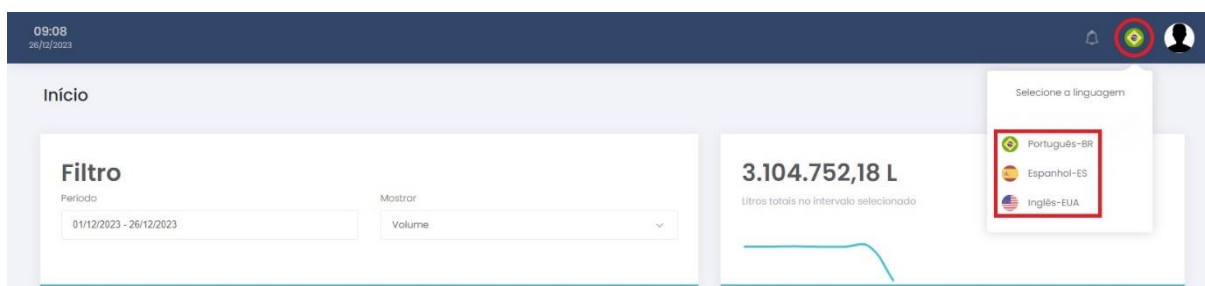 09:08
26/12/2023
Início
Selecione a linguagem
Português-BR
Espanhol-ES
Inglês-EUA
Filtro
Período
01/12/2023 - 26/12/2023
Mostrar
Volume
3.104.752,18 L
Litros totais no intervalo selecionado